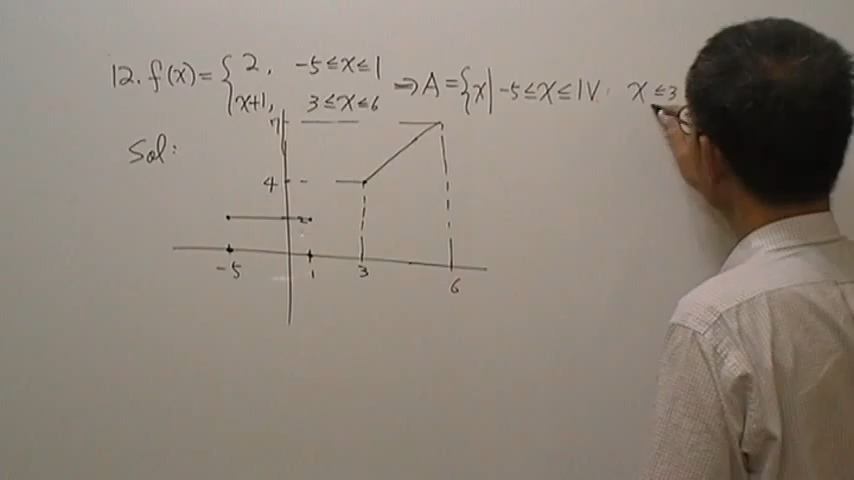 12. f(x) = { 2, -5 ≤ x ≤ 1
x+1, 3 ≤ x ≤ 6
⇒ A = {x | -5 ≤ x ≤ 1 ∨ x ≤ 3
Sol:
7
4
2
-5 1 3 6